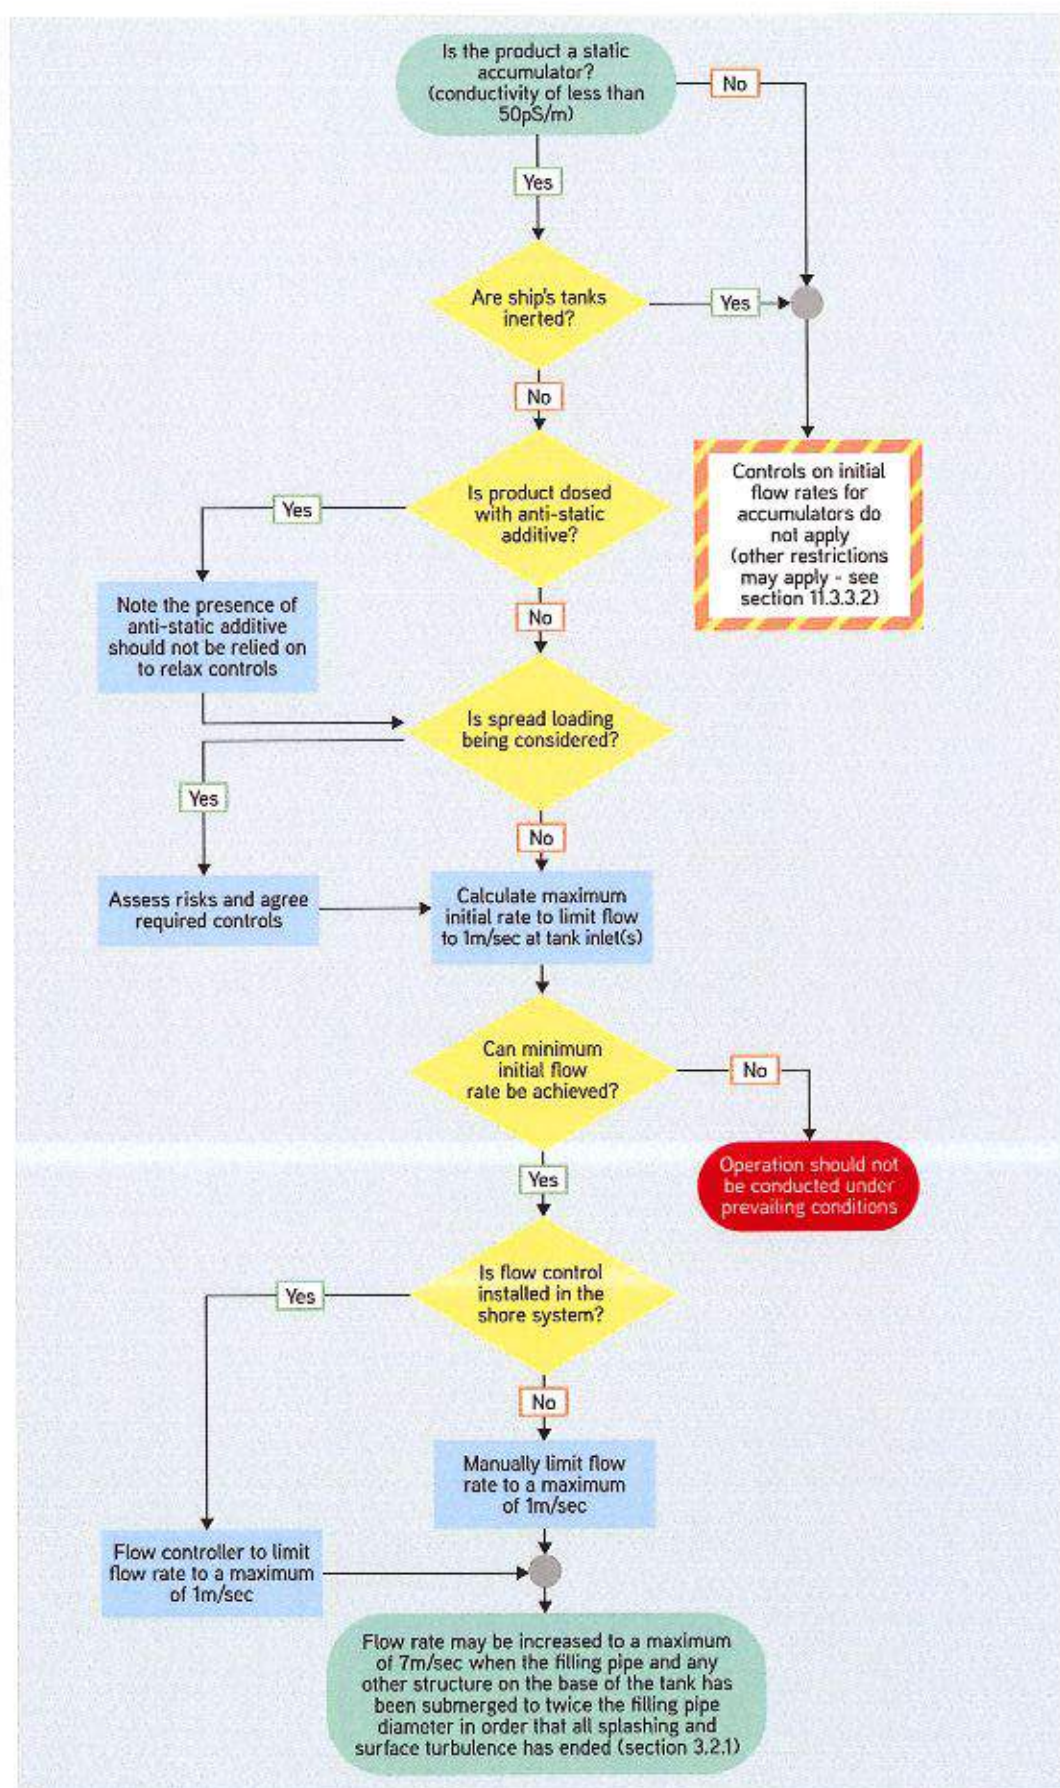 Is the product a static
accumulator?
(conductivity of less than
50pS/m)
No
Yes
Are ship's tanks
inerted?
Yes
No
Is product dosed
with anti-static
additive?
Yes
Controls on initial
flow rates for
accumulators do
not apply
(other restrictions
may apply - see
section 11.3.3.2)
Note the presence of
anti-static additive
should not be relied on
to relax controls
No
Is spread loading
being considered?
Yes
No
Assess risks and agree
required controls
Calculate maximum
initial rate to limit flow
to 1m/sec at tank inlet(s)
Can minimum
initial flow
rate be achieved?
No
Operation should not
be conducted under
prevailing conditions
Yes
Is flow control
installed in the
shore system?
Yes
No
Manually limit flow
rate to a maximum
of 1m/sec
Flow controller to limit
flow rate to a maximum
of 1m/sec
Flow rate may be increased to a maximum
of 7m/sec when the filling pipe and any
other structure on the base of the tank has
been submerged to twice the filling pipe
diameter in order that all splashing and
surface turbulence has ended (section 3.2.1)